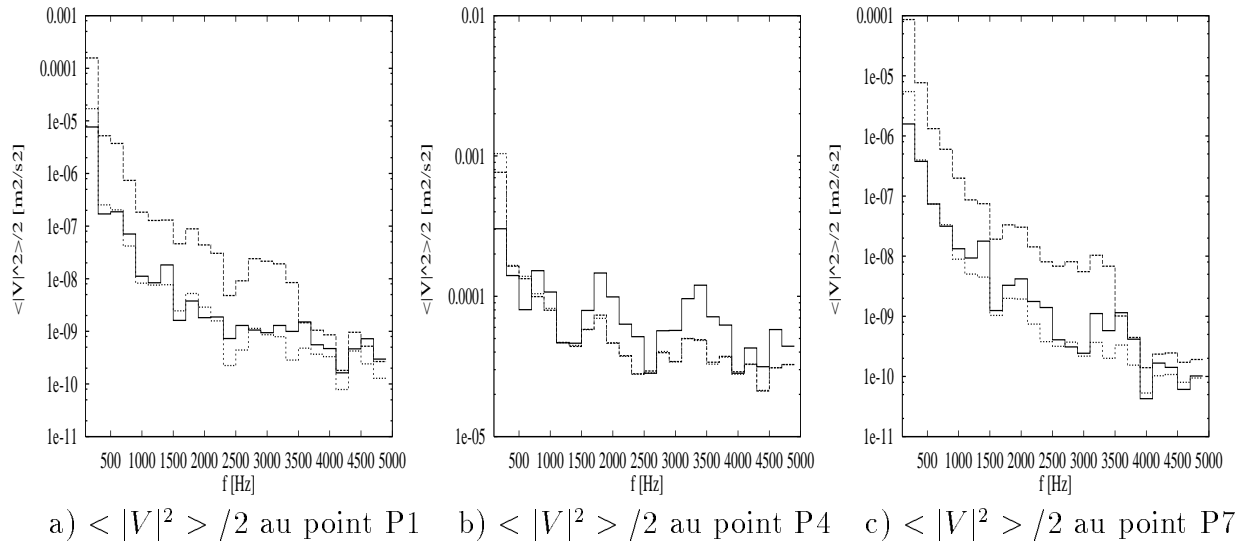 0.001
0.0001
1e-05
1e-06
1e-07
1e-08
1e-09
1e-10
1e-11
<|V|^2>/2 [m2/s2]
500 1000 1500 2000 2500 3000 3500 4000 4500 5000
f [Hz]
a) < |V|² > /2 au point P1
0.01
0.001
0.0001
1e-05
<|V|^2>/2 [m2/s2]
500 1000 1500 2000 2500 3000 3500 4000 4500 5000
f [Hz]
b) < |V|² > /2 au point P4
0.0001
1e-05
1e-06
1e-07
1e-08
1e-09
1e-10
1e-11
<|V|^2>/2 [m2/s2]
500 1000 1500 2000 2500 3000 3500 4000 4500 5000
f [Hz]
c) < |V|² > /2 au point P7